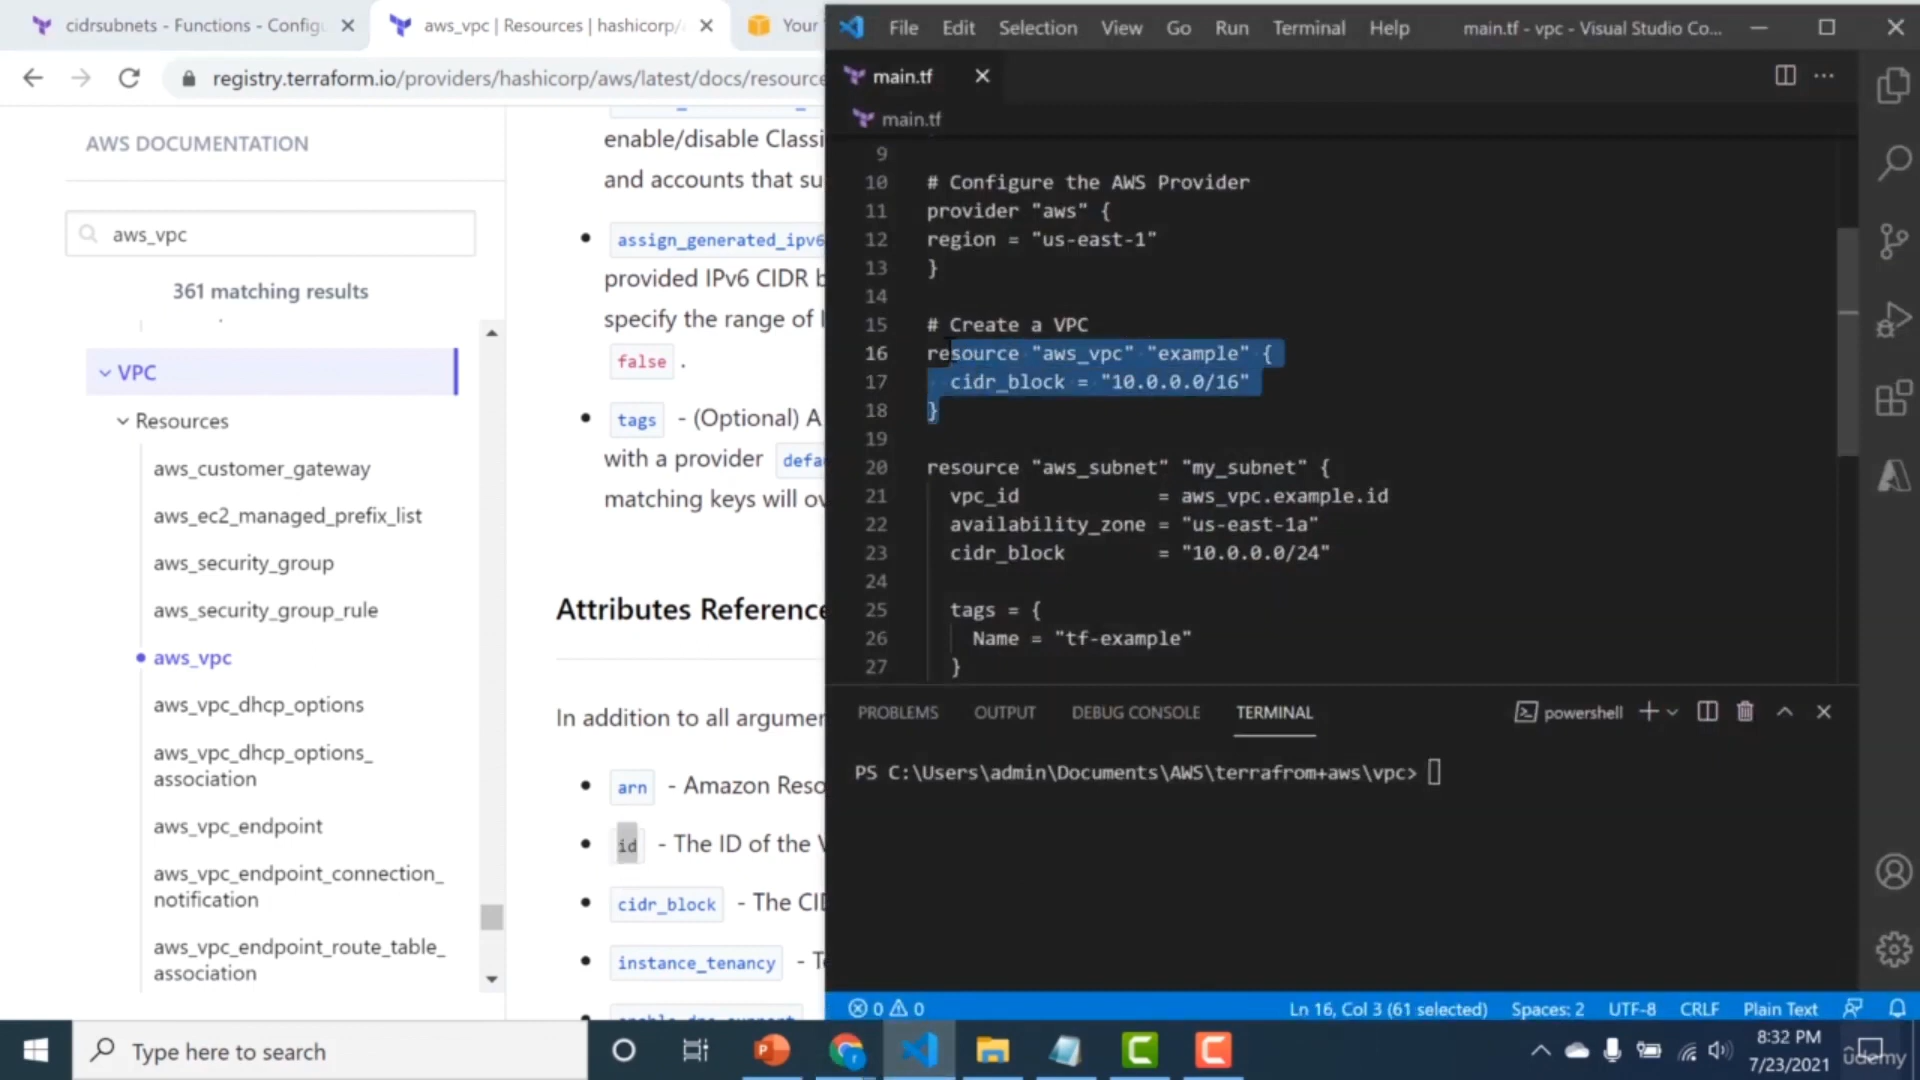 cidrsubnets - Functions - Configu
aws_vpc | Resources | hashicorp/a
Your
registry.terraform.io/providers/hashicorp/aws/latest/docs/resource
AWS DOCUMENTATION
aws_vpc
361 matching results
VPC
Resources
aws_customer_gateway
aws_ec2_managed_prefix_list
aws_security_group
aws_security_group_rule
aws_vpc
aws_vpc_dhcp_options
aws_vpc_dhcp_options_
association
aws_vpc_endpoint
aws_vpc_endpoint_connection_
notification
aws_vpc_endpoint_route_table_
association
enable/disable Classi
and accounts that su
assign_generated_ipv6
provided IPv6 CIDR b
specify the range of I
false .
tags - (Optional) A
with a provider defau
matching keys will ov
Attributes Reference
In addition to all argumen
arn - Amazon Reso
id - The ID of the V
cidr_block - The CID
instance_tenancy - Te
File Edit Selection View Go Run Terminal Help
main.tf - vpc - Visual Studio Co...
main.tf
main.tf
9
10 # Configure the AWS Provider
11 provider "aws" {
12 region = "us-east-1"
13 }
14
15 # Create a VPC
16 resource "aws_vpc" "example" {
17 cidr_block = "10.0.0.0/16"
18 }
19
20 resource "aws_subnet" "my_subnet" {
21 vpc_id = aws_vpc.example.id
22 availability_zone = "us-east-1a"
23 cidr_block = "10.0.0.0/24"
24
25 tags = {
26 Name = "tf-example"
27 }
PROBLEMS OUTPUT DEBUG CONSOLE TERMINAL
powershell
PS C:\Users\admin\Documents\AWS\terrafrom+aws\vpc>
0 0
Ln 16, Col 3 (61 selected) Spaces: 2 UTF-8 CRLF Plain Text
Type here to search
8:32 PM
7/23/2021
udemy